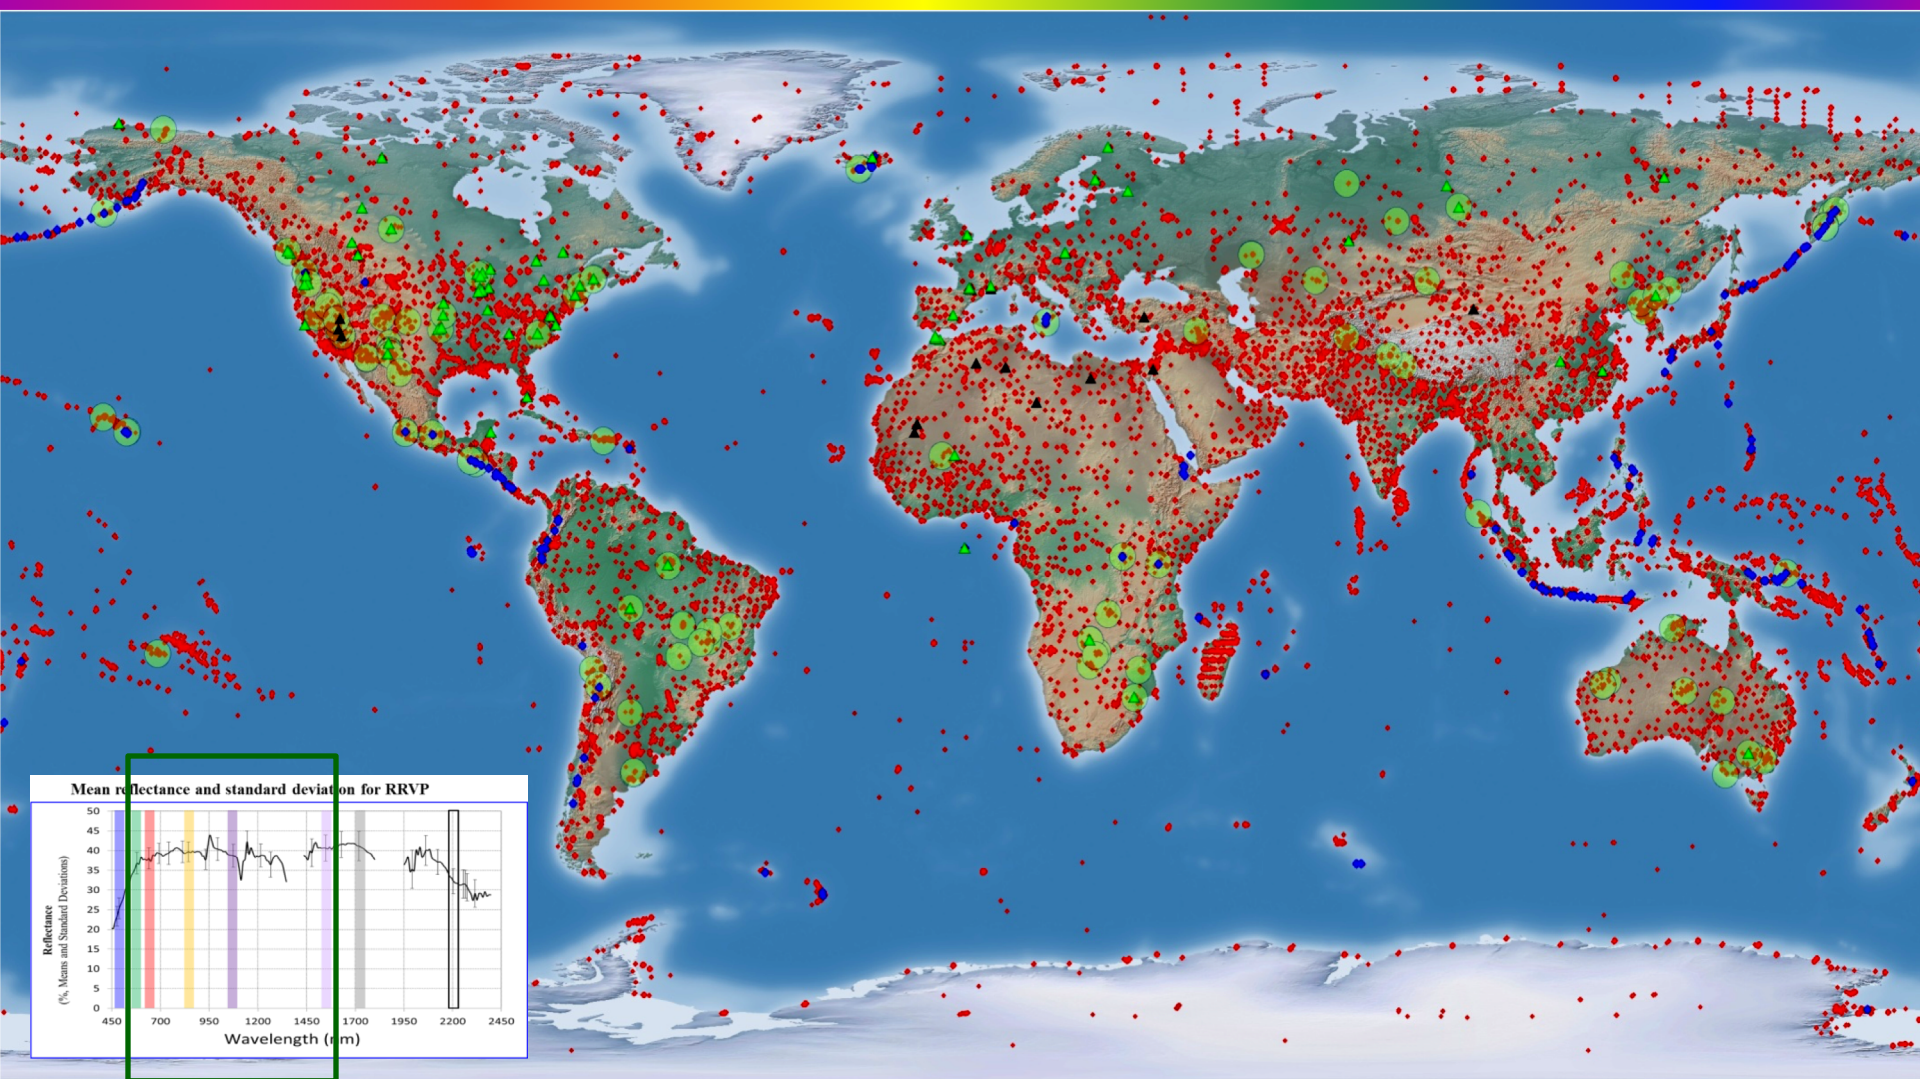 Mean reflectance and standard deviation for RRVP
Reflectance
(%, Means and Standard Deviations)
50
45
40
35
30
25
20
15
10
5
0
450 700 950 1200 1450 1700 1950 2200 2450
Wavelength (nm)